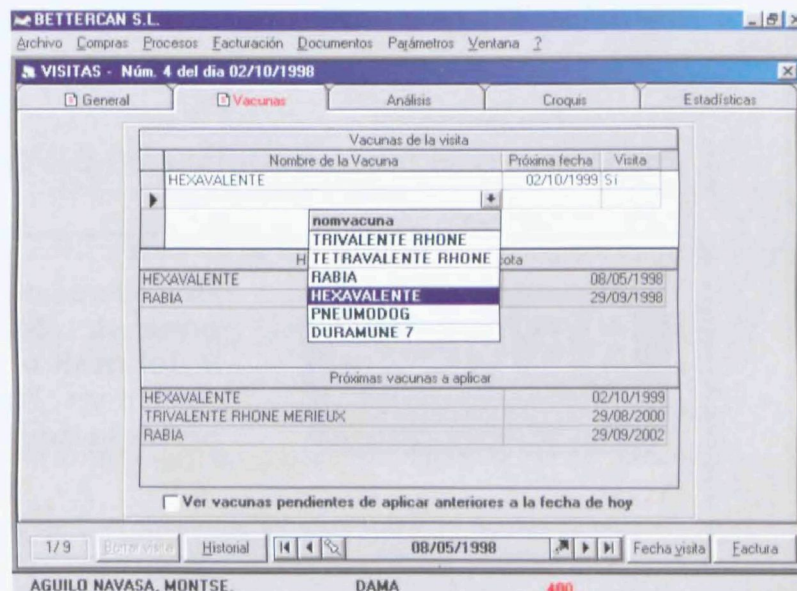 BETTERCAN S.L.
Archivo Compras Procesos Facturación Documentos Parámetros Ventana ?
VISITAS - Núm. 4 del dia 02/10/1998
General Vacunas Análisis Croquis Estadísticas
Vacunas de la visita
Nombre de la Vacuna Próxima fecha Visita
HEXAVALENTE 02/10/1999 Sí
nomvacuna
TRIVALENTE RHONE
TETRAVALENTE RHONE
RABIA
HEXAVALENTE
PNEUMODOG
DURAMUNE 7
H cota
HEXAVALENTE 08/05/1998
RABIA 29/09/1998
Próximas vacunas a aplicar
HEXAVALENTE 02/10/1999
TRIVALENTE RHONE MERIEUX 29/08/2000
RABIA 29/09/2002
Ver vacunas pendientes de aplicar anteriores a la fecha de hoy
1/9 Borrar visita Historial 08/05/1998 Fecha visita Factura
AGUILO NAVASA, MONTSE. DAMA 400